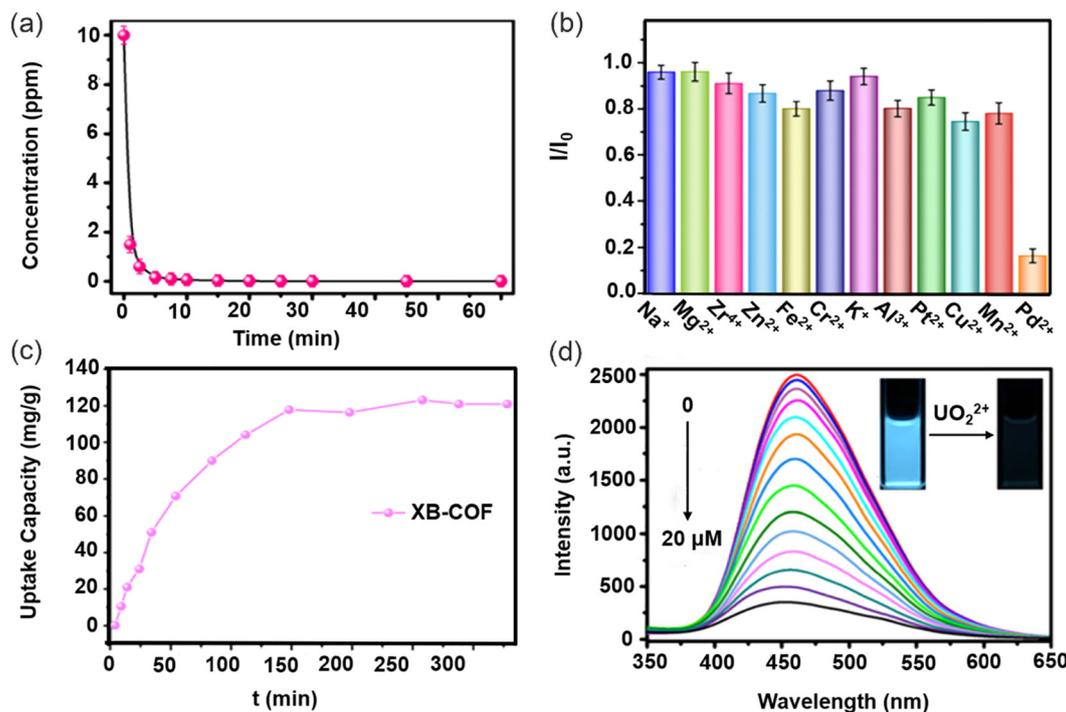 (a)
Concentration (ppm)
10
8
6
4
2
0
0 10 20 30 40 50 60
Time (min)
(b)
I/I₀
1.0
0.8
0.6
0.4
0.2
0.0
Na⁺ Mg²⁺ Zr⁴⁺ Zn²⁺ Fe²⁺ Cr²⁺ K⁺ Al³⁺ Pt²⁺ Cu²⁺ Mn²⁺ Pd²⁺
(c)
Uptake Capacity (mg/g)
140
120
100
80
60
40
20
0
XB-COF
0 50 100 150 200 250 300
t (min)
(d)
Intensity (a.u.)
2500
2000
1500
1000
500
0
0
20 μM
UO₂²⁺
350 400 450 500 550 600 650
Wavelength (nm)